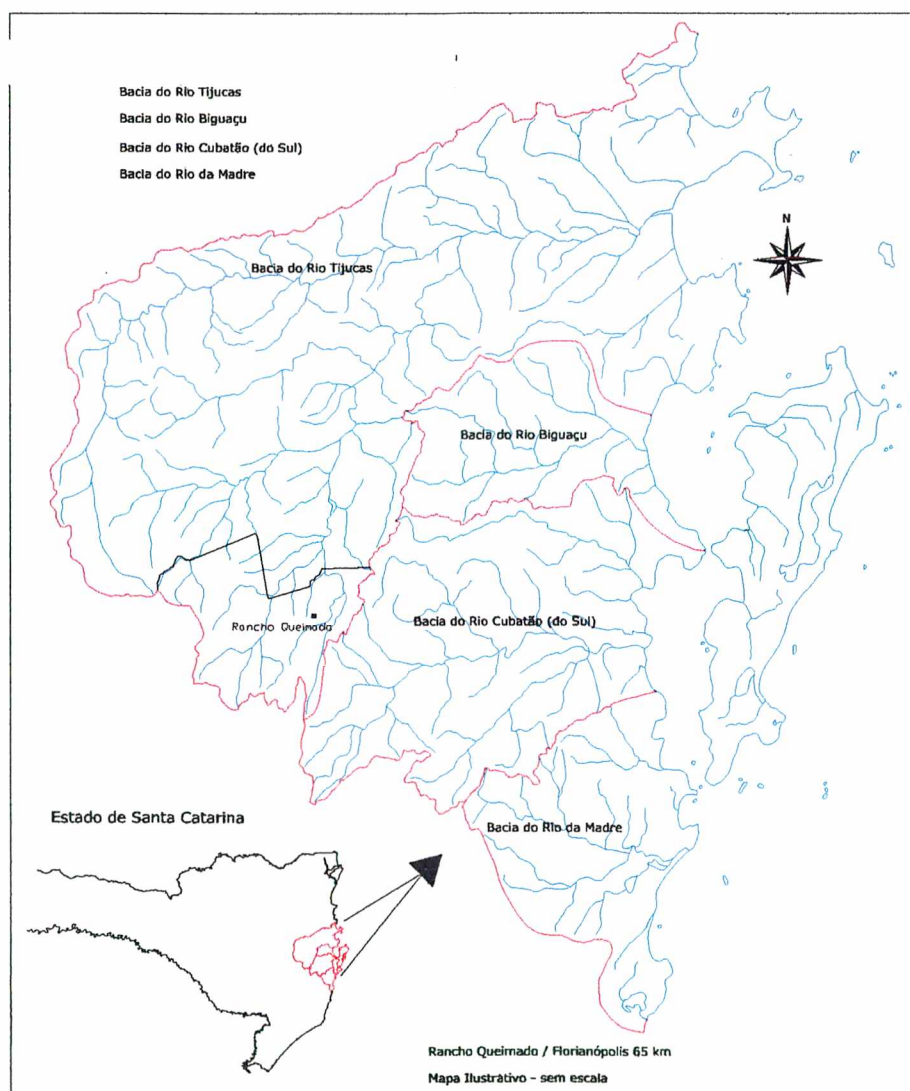 Bacia do Rio Tijucas
Bacia do Rio Biguaçu
Bacia do Rio Cubatão (do Sul)
Bacia do Rio da Madre
N
Bacia do Rio Tijucas
Bacia do Rio Biguaçu
Bacia do Rio Cubatão (do Sul)
Rancho Queimado
Estado de Santa Catarina
Bacia do Rio da Madre
Rancho Queimado / Florianópolis 65 km
Mapa Ilustrativo - sem escala